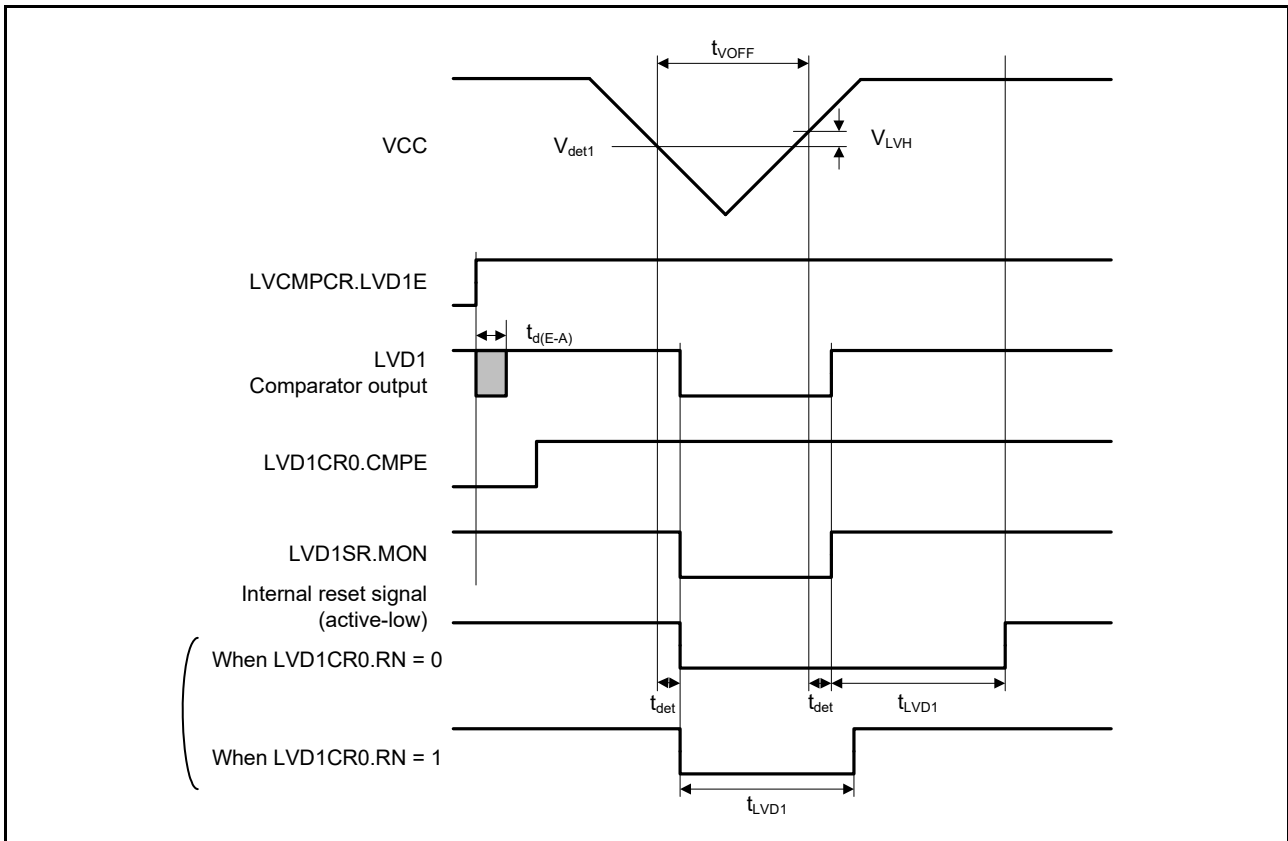 tVOFF
VCC
Vdet1
VLVH
LVCMPCR.LVD1E
td(E-A)
LVD1
Comparator output
LVD1CR0.CMPE
LVD1SR.MON
Internal reset signal
(active-low)
When LVD1CR0.RN = 0
tdet
tdet
tLVD1
When LVD1CR0.RN = 1
tLVD1